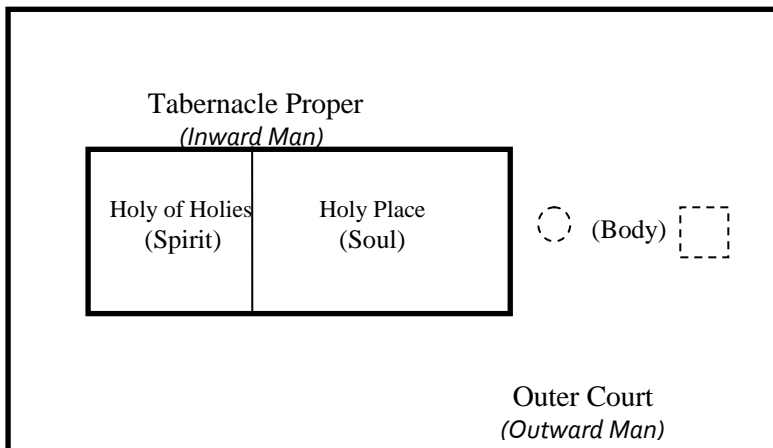 Tabernacle Proper
(Inward Man)
Holy of Holies
(Spirit)
Holy Place
(Soul)
(Body)
Outer Court
(Outward Man)